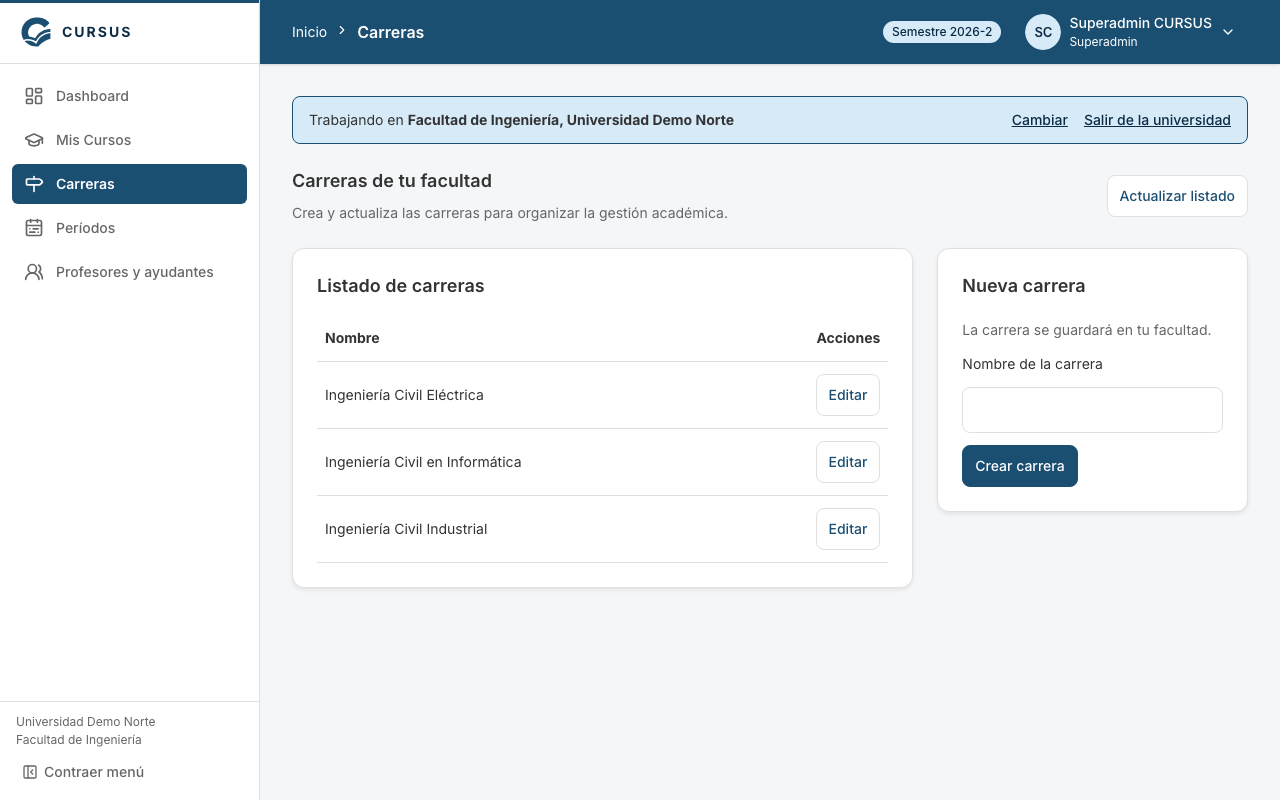 CURSUS
Inicio
Carreras
Semestre 2026-2
SC
Superadmin CURSUS
Superadmin
Dashboard
Mis Cursos
Carreras
Períodos
Profesores y ayudantes
Trabajando en Facultad de Ingeniería, Universidad Demo Norte
Cambiar
Salir de la universidad
Carreras de tu facultad
Crea y actualiza las carreras para organizar la gestión académica.
Actualizar listado
Listado de carreras
Nombre
Acciones
Ingeniería Civil Eléctrica
Editar
Ingeniería Civil en Informática
Editar
Ingeniería Civil Industrial
Editar
Nueva carrera
La carrera se guardará en tu facultad.
Nombre de la carrera
Crear carrera
Universidad Demo Norte
Facultad de Ingeniería
Contraer menú